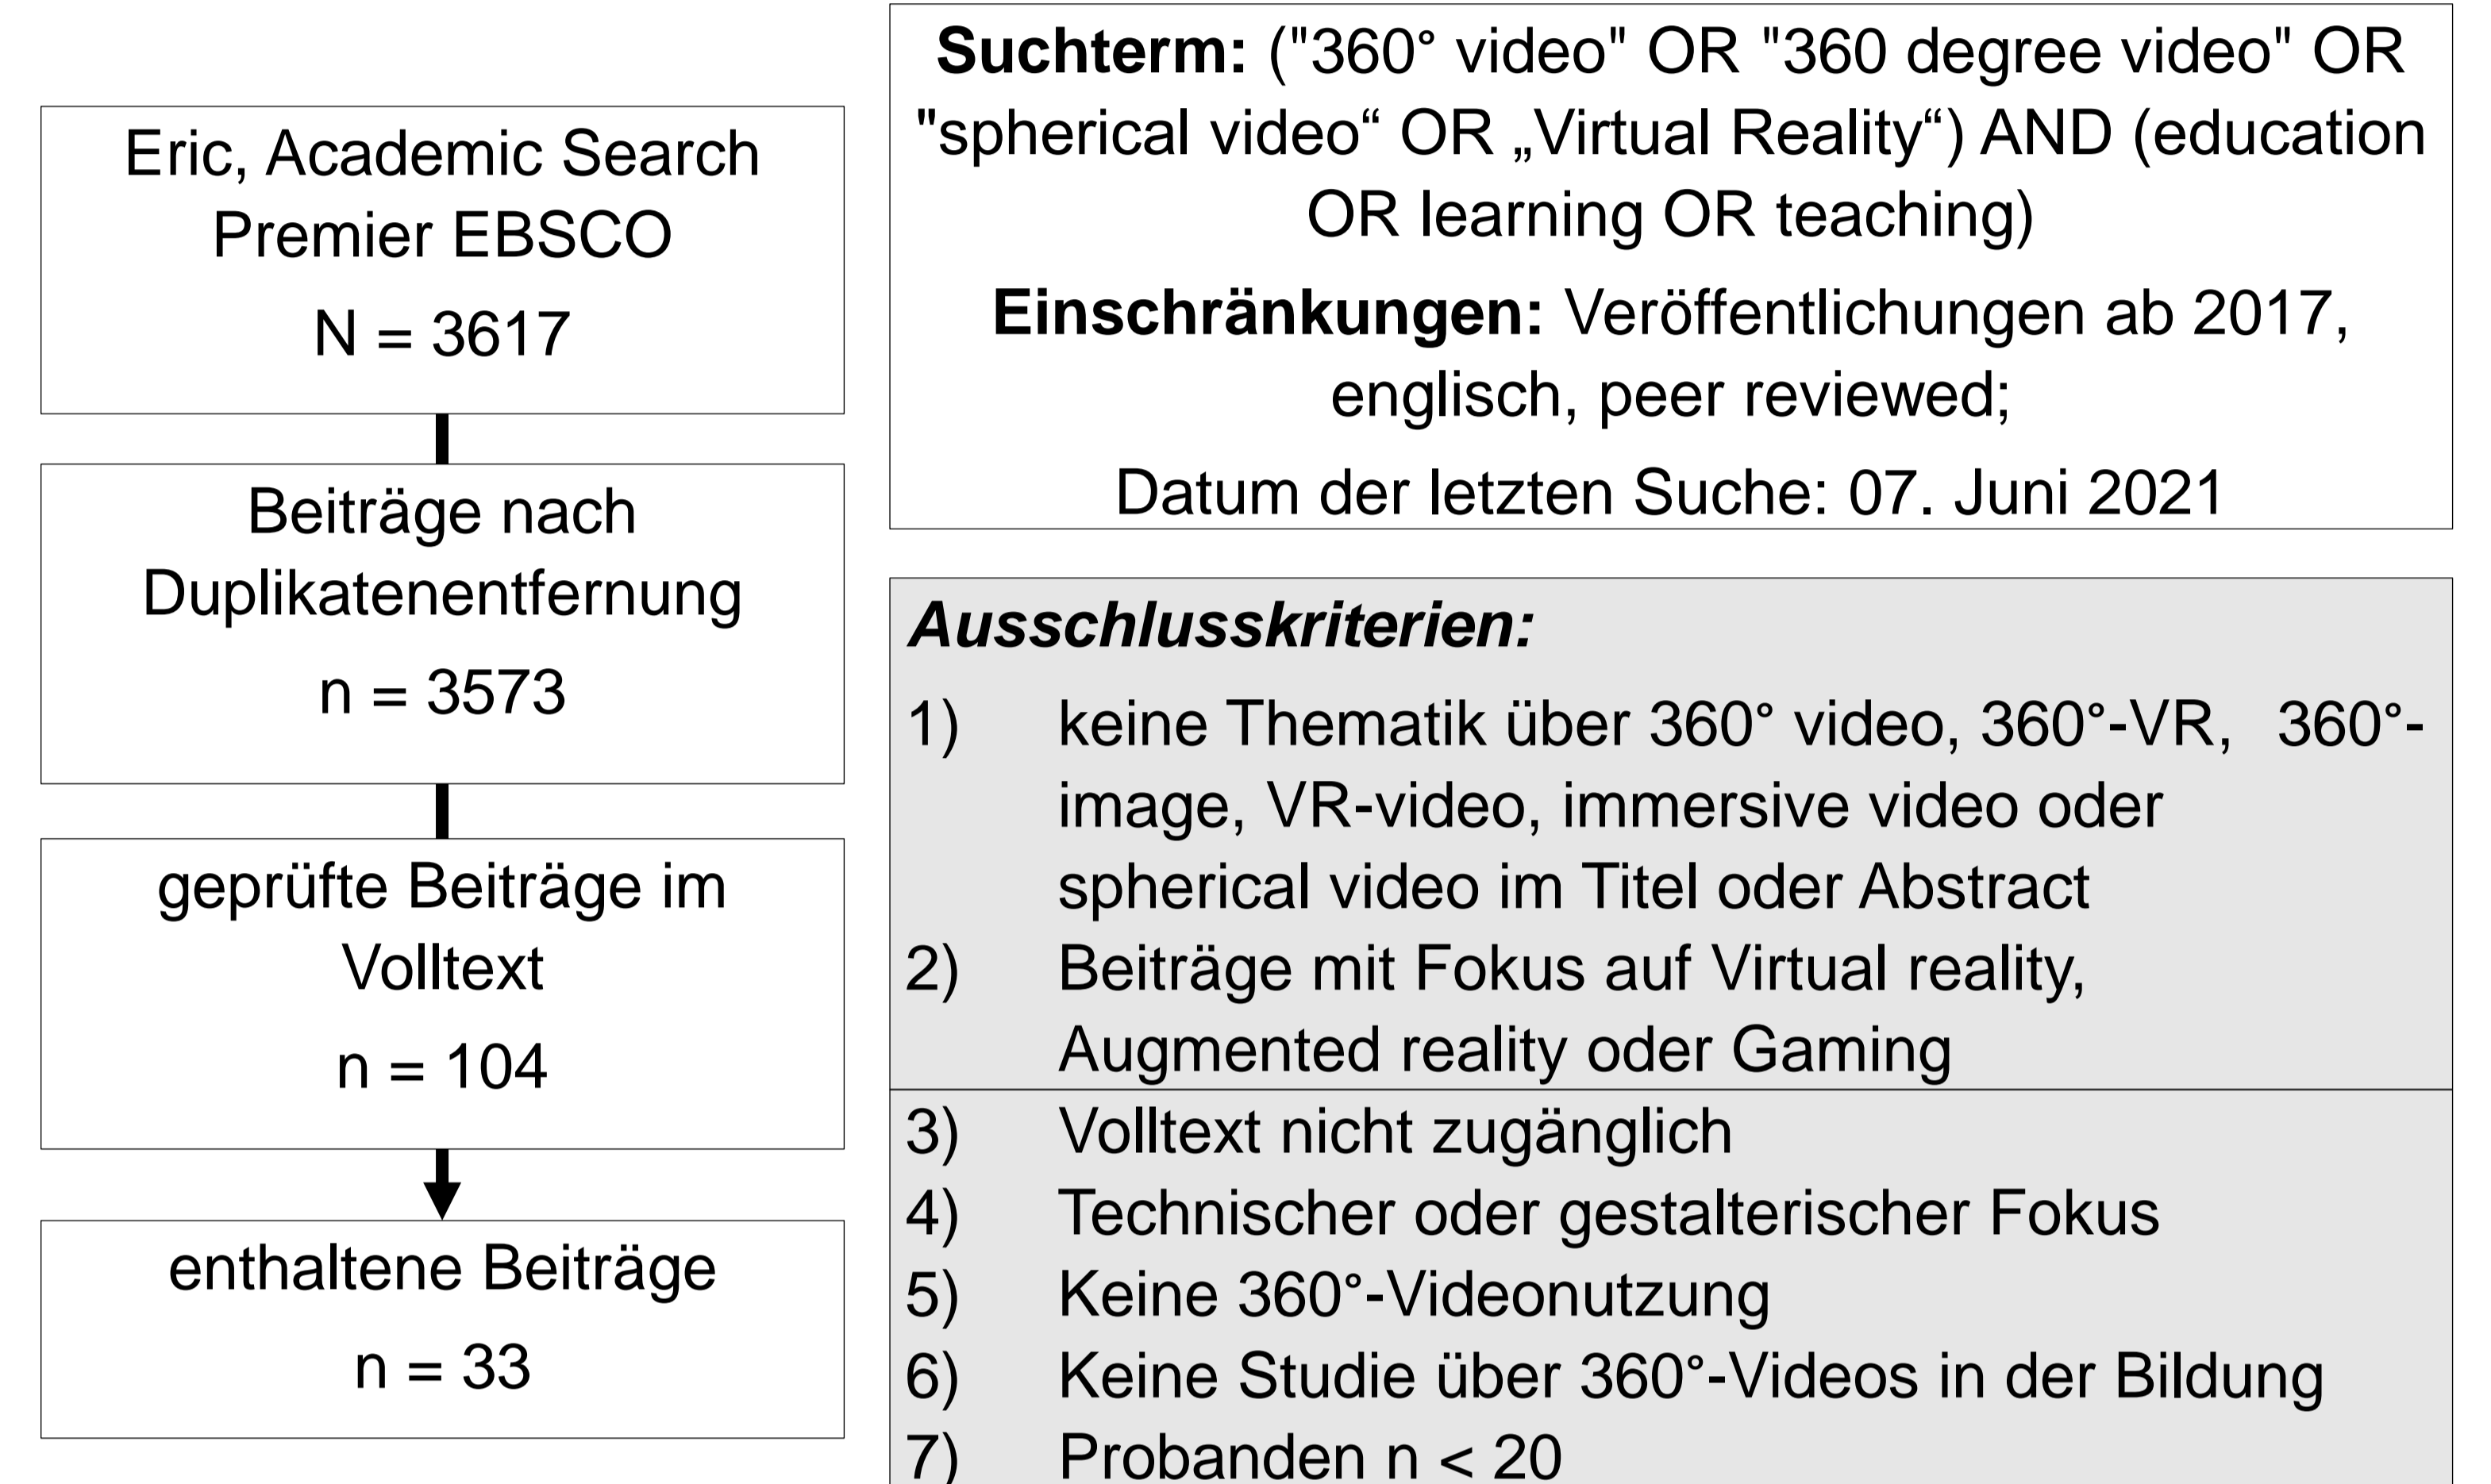 Eric, Academic Search
Premier EBSCO
N = 3617
Beiträge nach
Duplikatenentfernung
n = 3573
geprüfte Beiträge im
Volltext
n = 104
enthaltene Beiträge
n = 33
Suchterm: ("360° video" OR "360 degree video" OR
"spherical video“ OR „Virtual Reality“) AND (education
OR learning OR teaching)
Einschränkungen: Veröffentlichungen ab 2017,
englisch, peer reviewed;
Datum der letzten Suche: 07. Juni 2021
Ausschlusskriterien:
1) keine Thematik über 360° video, 360°-VR, 360°-
image, VR-video, immersive video oder
spherical video im Titel oder Abstract
2) Beiträge mit Fokus auf Virtual reality,
Augmented reality oder Gaming
3) Volltext nicht zugänglich
4) Technischer oder gestalterischer Fokus
5) Keine 360°-Videonutzung
6) Keine Studie über 360°-Videos in der Bildung
7) Probanden n < 20